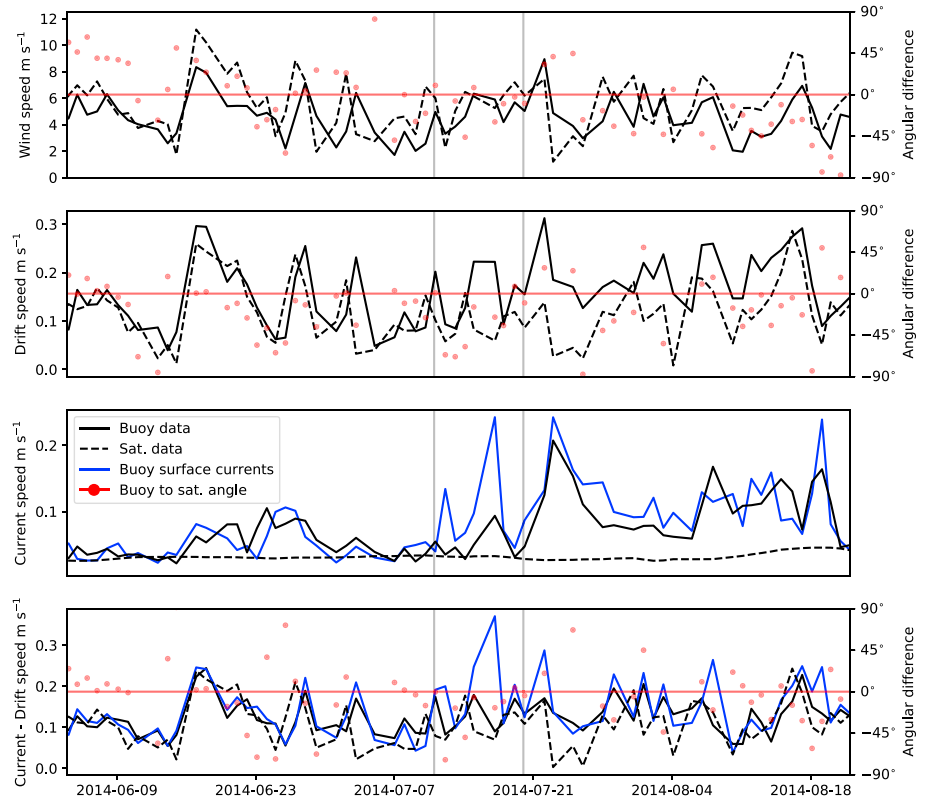 Wind speed m s⁻¹
12
10
8
6
4
2
0
90°
45°
0°
−45°
−90°
Angular difference
Drift speed m s⁻¹
0.3
0.2
0.1
0.0
90°
45°
0°
−45°
−90°
Angular difference
Current speed m s⁻¹
0.2
0.1
Buoy data
Sat. data
Buoy surface currents
Buoy to sat. angle
Current - Drift speed m s⁻¹
0.3
0.2
0.1
0.0
90°
45°
0°
−45°
−90°
Angular difference
2014-06-09 2014-06-23 2014-07-07 2014-07-21 2014-08-04 2014-08-18